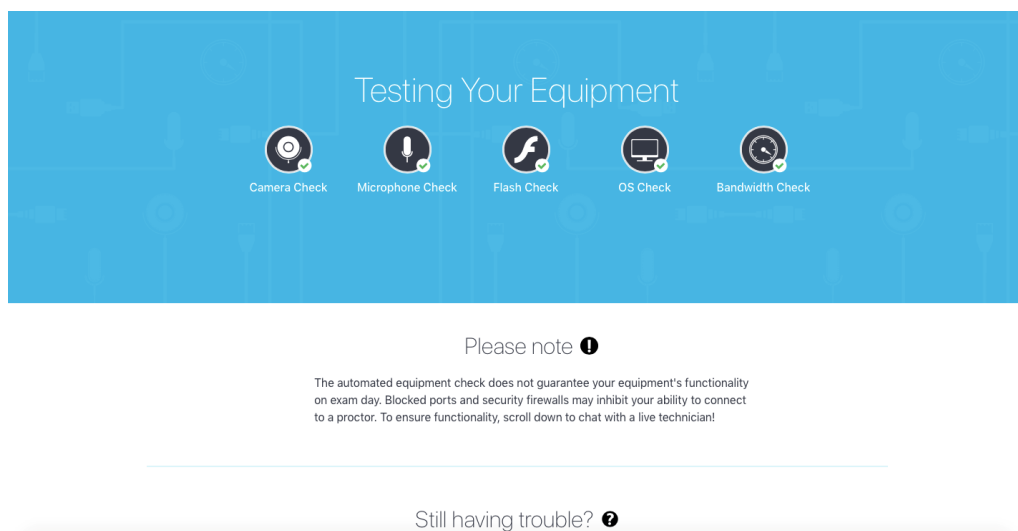 Testing Your Equipment
Camera Check
Microphone Check
Flash Check
OS Check
Bandwidth Check
Please note
The automated equipment check does not guarantee your equipment's functionality
on exam day. Blocked ports and security firewalls may inhibit your ability to connect
to a proctor. To ensure functionality, scroll down to chat with a live technician!
Still having trouble?